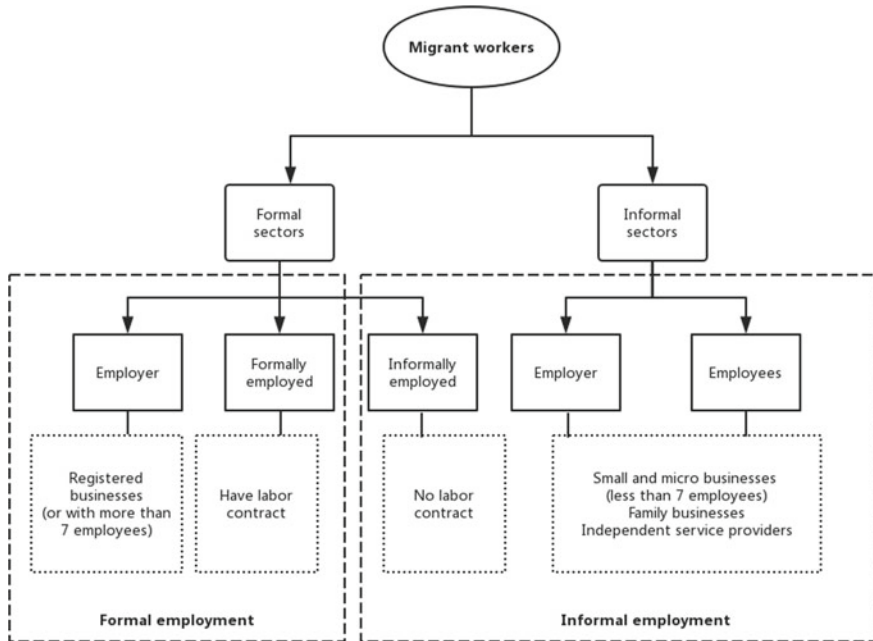 Migrant workers
Formal
sectors
Informal
sectors
Employer
Formally
employed
Informally
employed
Employer
Employees
Registered
businesses
(or with more than
7 employees)
Have labor
contract
No labor
contract
Small and micro businesses
(less than 7 employees)
Family businesses
Independent service providers
Formal employment
Informal employment